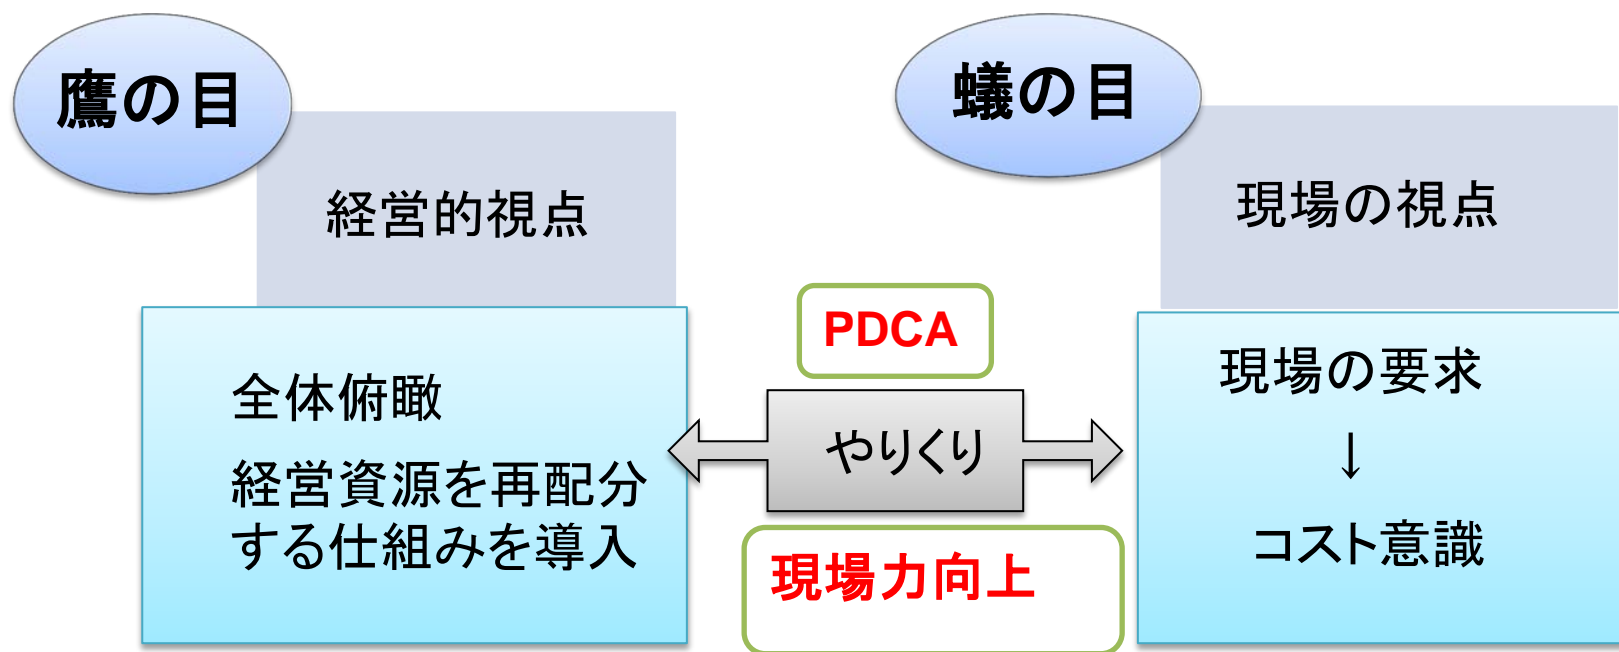 鷹の目
経営的視点
全体俯瞰
経営資源を再配分
する仕組みを導入
PDCA
やりくり
現場力向上
蟻の目
現場の視点
現場の要求
↓
コスト意識